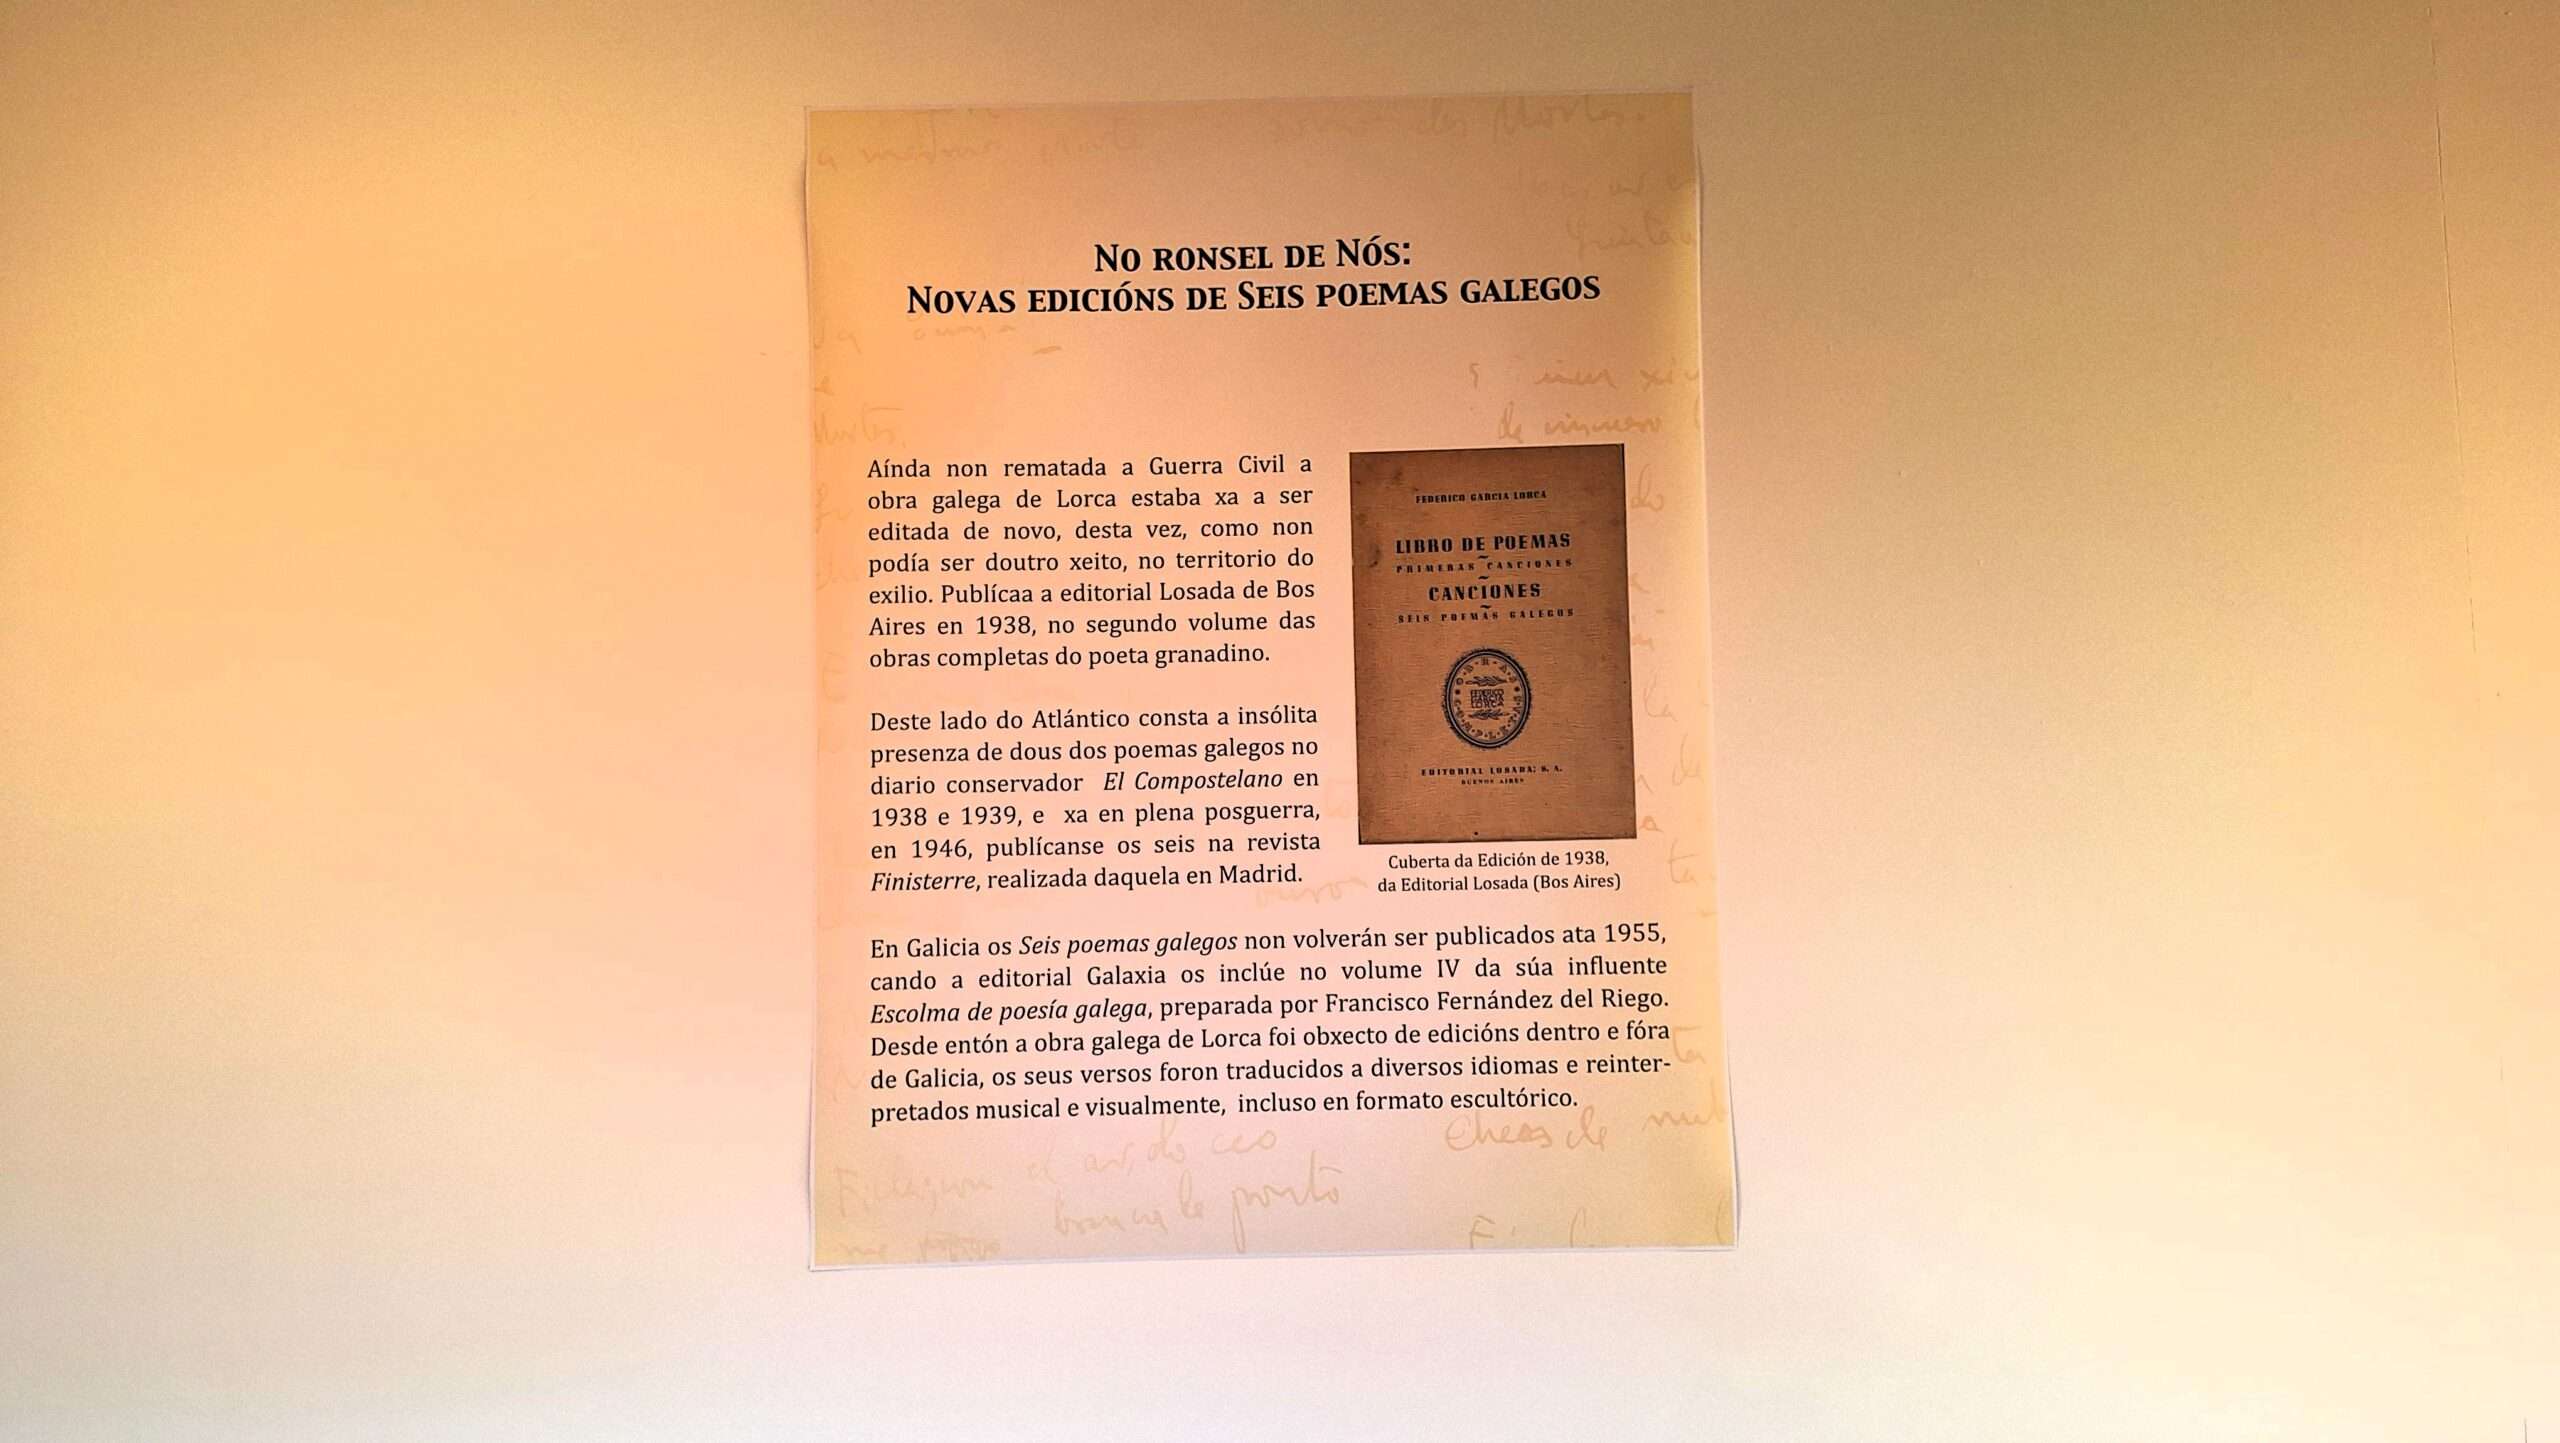 No ronsel de Nós:
Novas edicións de Seis poemas galegos
Aínda non rematada a Guerra Civil a
obra galega de Lorca estaba xa a ser
editada de novo, desta vez, como non
podía ser doutro xeito, no territorio do
exilio. Publícaa a editorial Losada de Bos
Aires en 1938, no segundo volume das
obras completas do poeta granadino.
Deste lado do Atlántico consta a insólita
presenza de dous dos poemas galegos no
diario conservador El Compostelano en
1938 e 1939, e xa en plena posguerra,
en 1946, publícanse os seis na revista
Finisterre, realizada daquela en Madrid.
FEDERICO GARCIA LORCA
LIBRO DE POEMAS
PRIMERAS CANCIONES
CANCIONES
SEIS POEMAS GALEGOS
OBRAS COMPLETAS
FEDERICO
GARCIA
LORCA
EDITORIAL LOSADA, S. A.
BUENOS AIRES
Cuberta da Edición de 1938,
da Editorial Losada (Bos Aires)
En Galicia os Seis poemas galegos non volverán ser publicados ata 1955,
cando a editorial Galaxia os inclúe no volume IV da súa influente
Escolma de poesía galega, preparada por Francisco Fernández del Riego.
Desde entón a obra galega de Lorca foi obxecto de edicións dentro e fóra
de Galicia, os seus versos foron traducidos a diversos idiomas e reinter-
pretados musical e visualmente, incluso en formato escultórico.